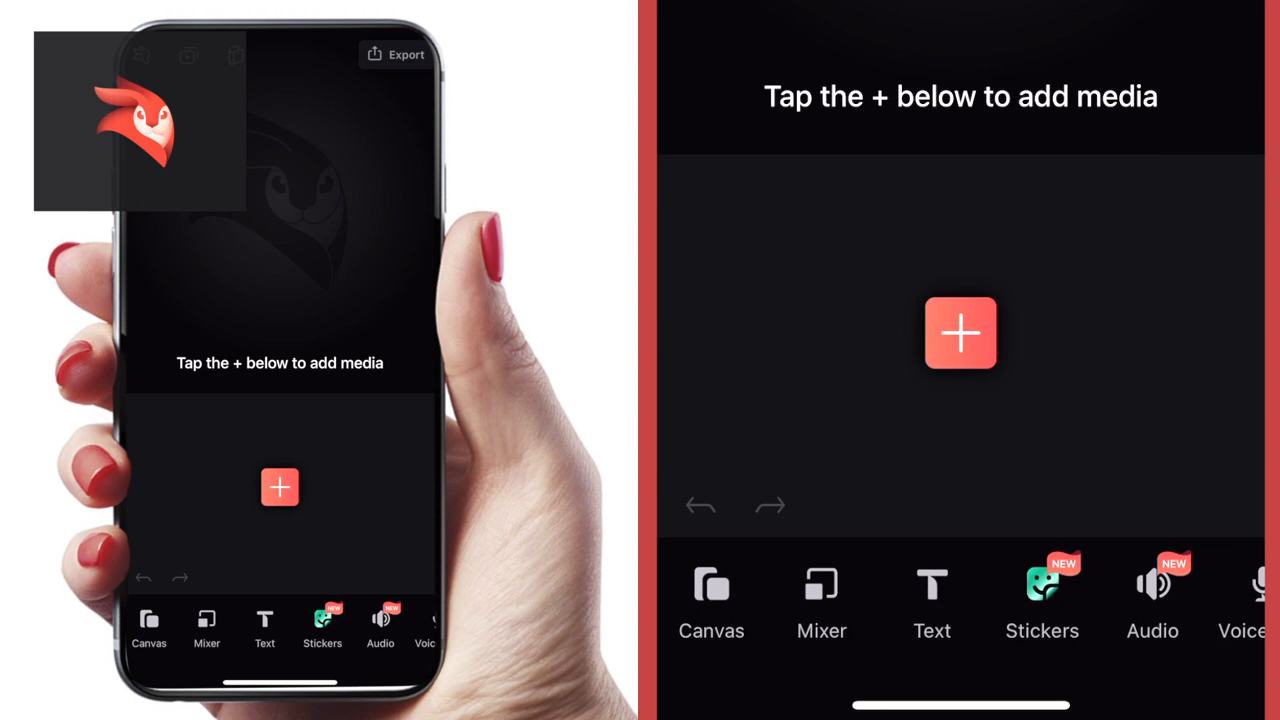 Export
Tap the + below to add media
NEW
NEW
Canvas
Mixer
Text
Stickers
Audio
Voic
Tap the + below to add media
NEW
NEW
Canvas
Mixer
Text
Stickers
Audio
Voice